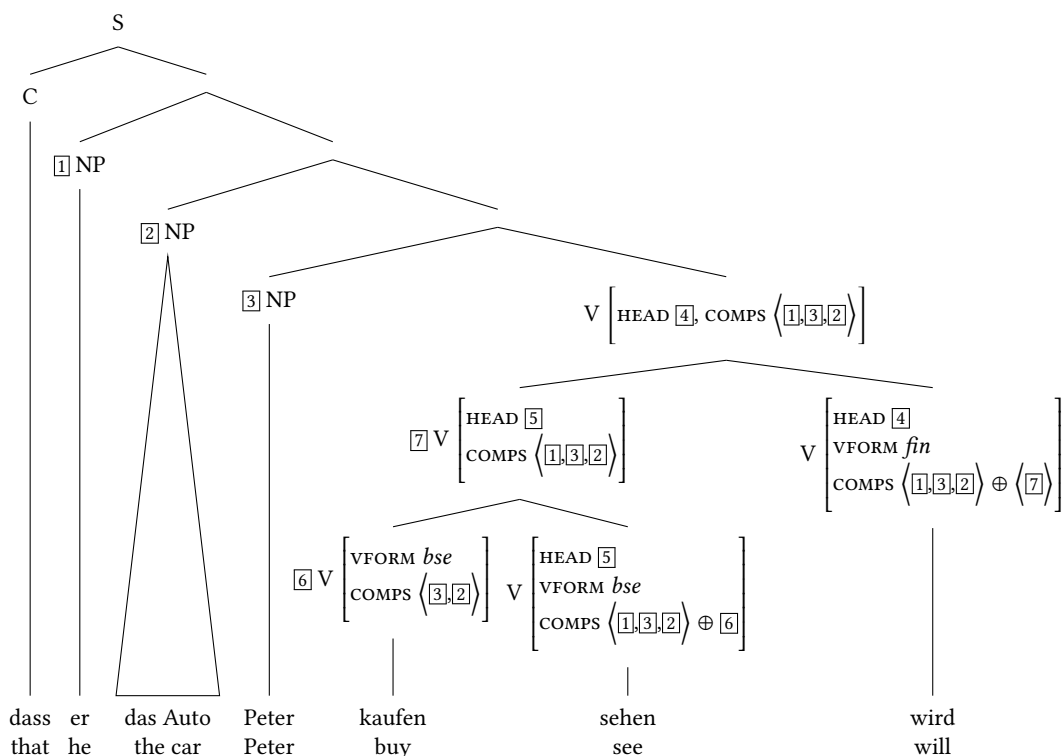 S
C
1 NP
2 NP
3 NP
V [HEAD 4, COMPS ⟨1,3,2⟩]
7 V [HEAD 5
COMPS ⟨1,3,2⟩]
V [HEAD 4
VFORM fin
COMPS ⟨1,3,2⟩ ⊕ ⟨7⟩]
6 V [VFORM bse
COMPS ⟨3,2⟩]
V [HEAD 5
VFORM bse
COMPS ⟨1,3,2⟩ ⊕ 6]
dass er das Auto Peter kaufen sehen wird
that he the car Peter buy see will